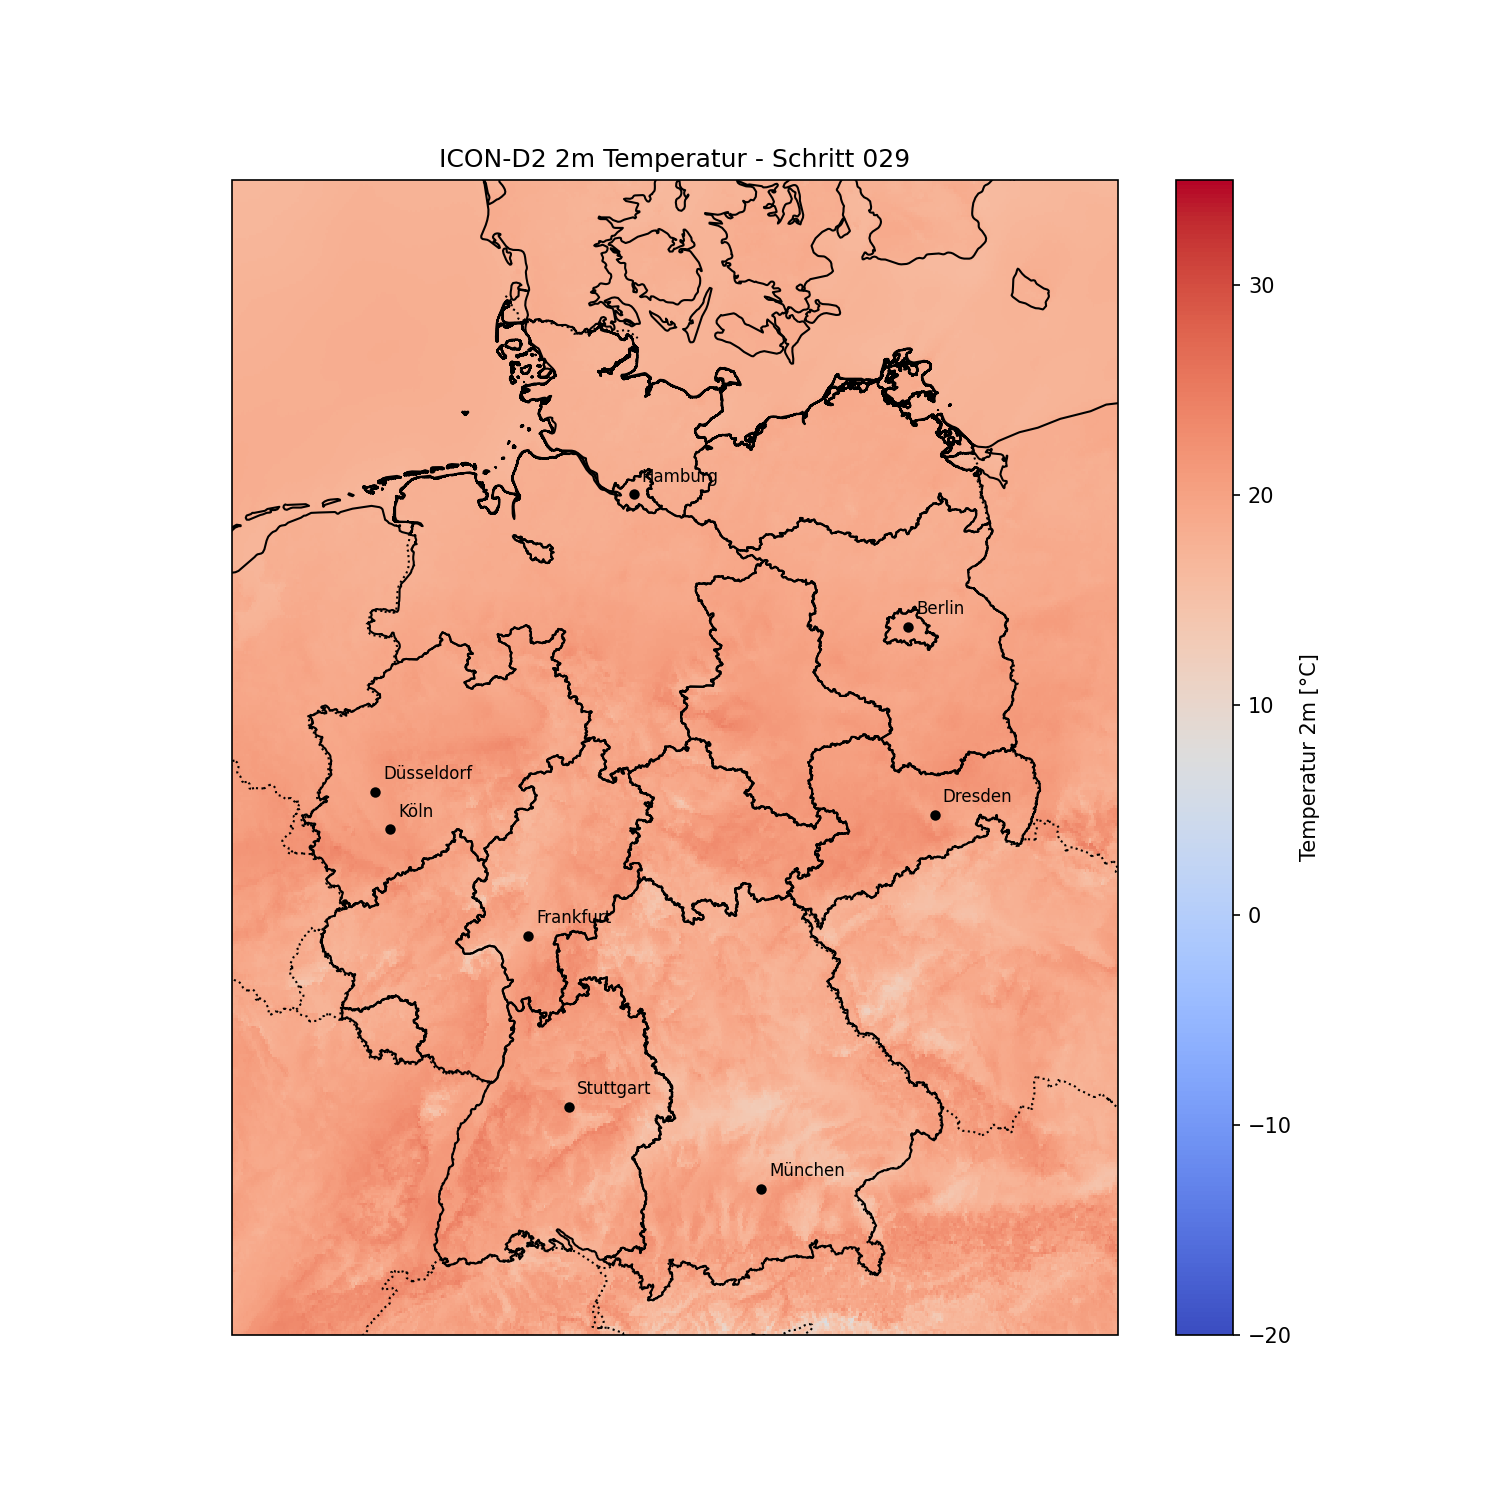 ICON-D2 2m Temperatur - Schritt 029
Hamburg
Berlin
Düsseldorf
Köln
Dresden
Frankfurt
Stuttgart
München
30
20
10
0
−10
−20
Temperatur 2m [°C]